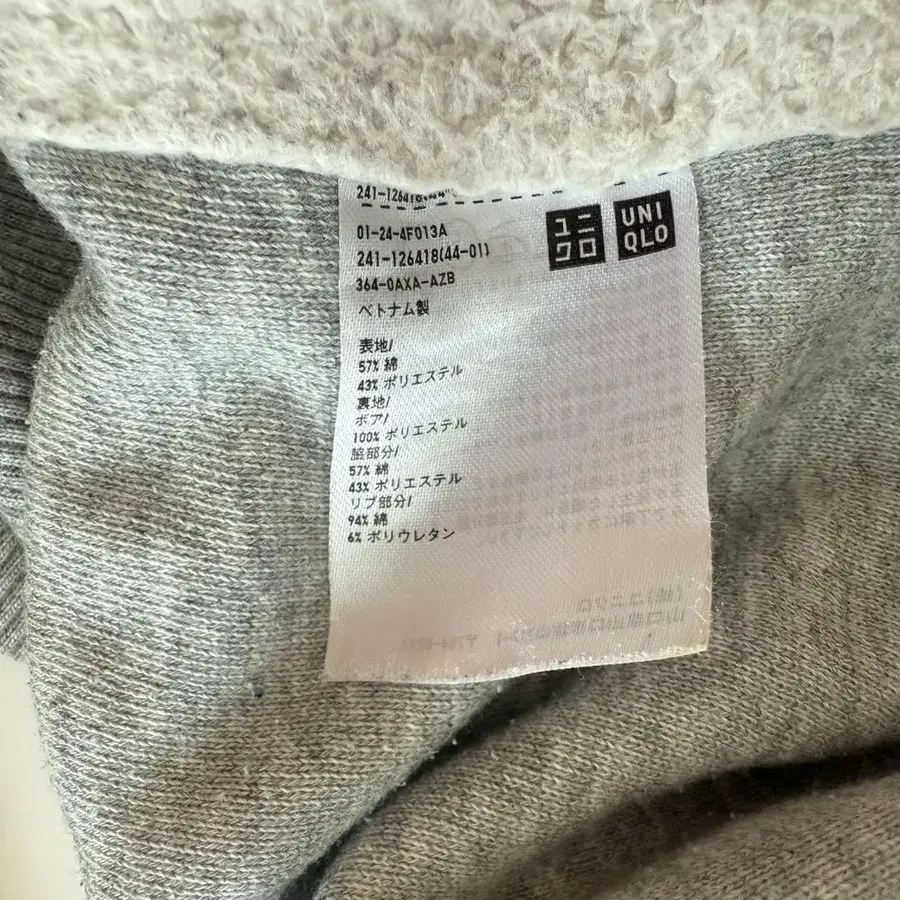 241-126418(44-
ユニ
クロ
UNI
QLO
01-24-4F013A
241-126418(44-01)
364-0AXA-AZB
ベトナム製
表地/
57% 綿
43% ポリエステル
裏地/
ボア/
100% ポリエステル
脇部分/
57% 綿
43% ポリエステル
リブ部分/
94% 綿
6% ポリウレタン